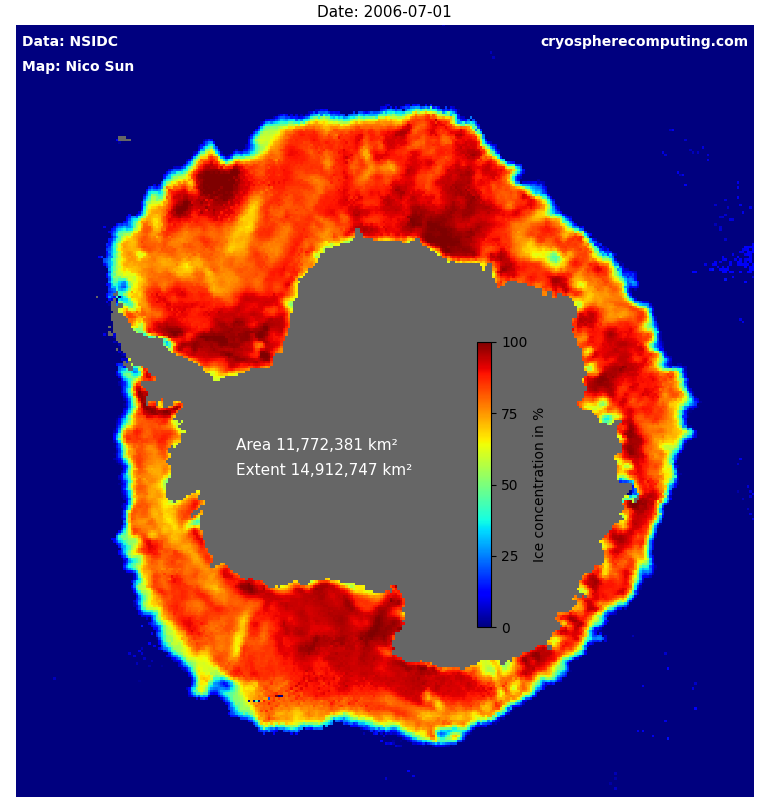 Date: 2006-07-01
Data: NSIDC
cryospherecomputing.com
Map: Nico Sun
100
75
50
25
0
Ice concentration in %
Area 11,772,381 km²
Extent 14,912,747 km²